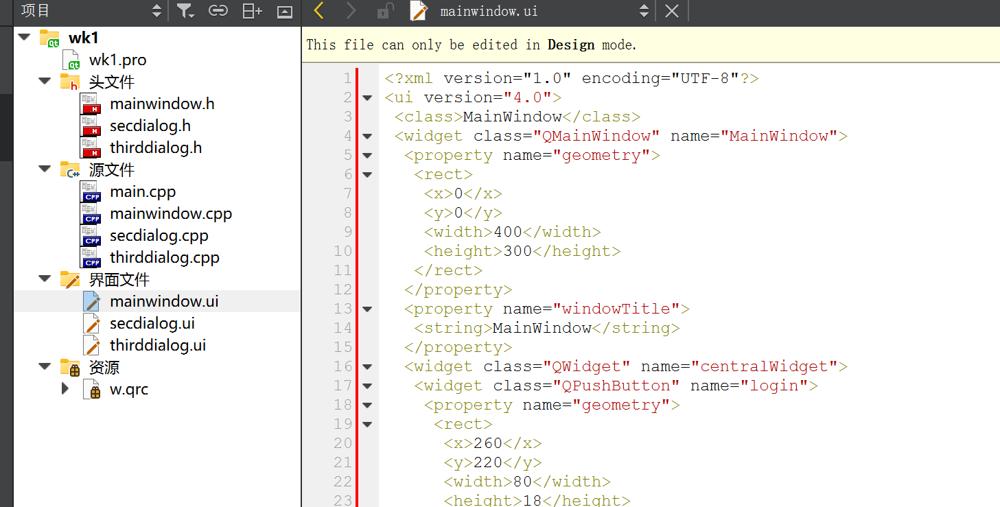 项目
wk1
wk1.pro
头文件
mainwindow.h
secdialog.h
thirddialog.h
源文件
main.cpp
mainwindow.cpp
secdialog.cpp
thirddialog.cpp
界面文件
mainwindow.ui
secdialog.ui
thirddialog.ui
资源
w.qrc
mainwindow.ui
This file can only be edited in Design mode.
1 <?xml version="1.0" encoding="UTF-8"?>
2 <ui version="4.0">
3 <class>MainWindow</class>
4 <widget class="QMainWindow" name="MainWindow">
5 <property name="geometry">
6 <rect>
7 <x>0</x>
8 <y>0</y>
9 <width>400</width>
10 <height>300</height>
11 </rect>
12 </property>
13 <property name="windowTitle">
14 <string>MainWindow</string>
15 </property>
16 <widget class="QWidget" name="centralWidget">
17 <widget class="QPushButton" name="login">
18 <property name="geometry">
19 <rect>
20 <x>260</x>
21 <y>220</y>
22 <width>80</width>
23 <height>18</height>